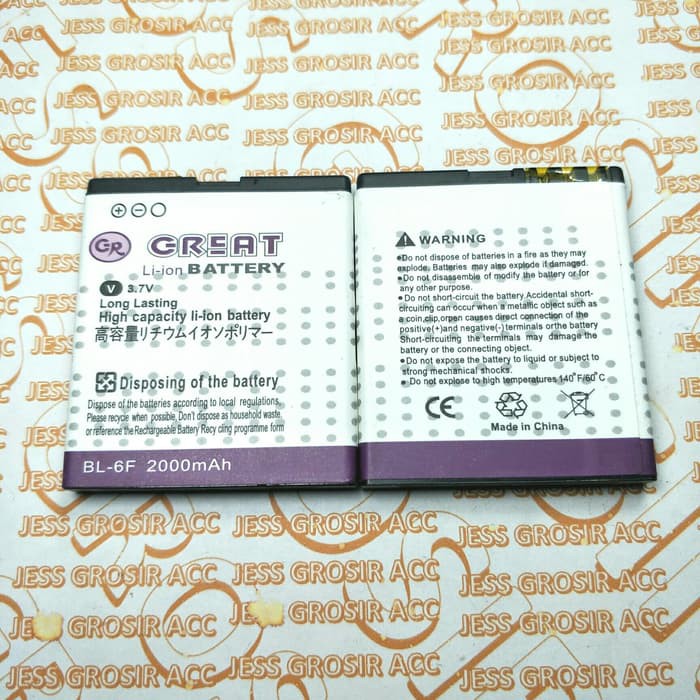 GR GREAT
Li-ion BATTERY
V 3.7V
Long Lasting
High capacity li-ion battery
高容量リチウムイオンポリマー
Disposing of the battery
Dispose of the batteries according to local regulations.
Please recycle when possible. Don't dispose as household waste.
or reference the Rechargeable Battery Recy cling programme form
BL-6F 2000mAh
WARNING
●Do not dispose of batteries in a fire as they may
explode. Batteries may also explode if damaged.
●Do not disassemble of modify the battery or for
any other purpose.
●Do not short-circuit the battery.Accidental short-
circuiting can occur when a metallic object such as
a coin,clip,orpen causes direct connection of the
positive(+)and negative(-) terminals orthe battery
Short-circuiting the terminals may damage the
battery or the connecting object.
●Do not expose the battery to liquid or subject to
strong mechanical shocks.
●Do not explose to high temperatures 140°F/60°C
CE
Made in China
JESS GROSIR ACC